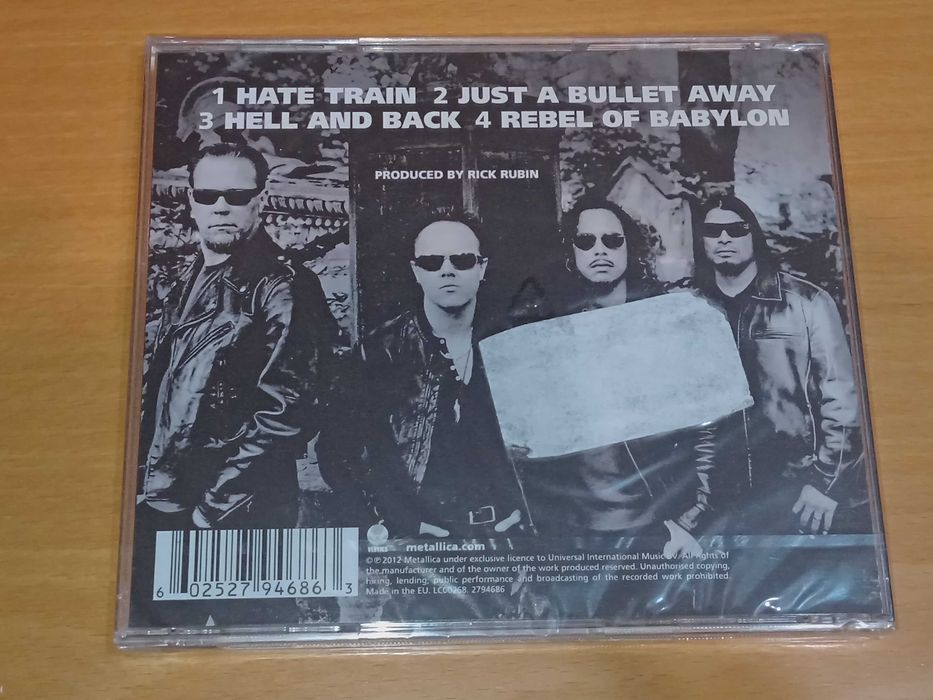 1 HATE TRAIN 2 JUST A BULLET AWAY
3 HELL AND BACK 4 REBEL OF BABYLON
PRODUCED BY RICK RUBIN
metallica.com
©℗ 2012 Metallica under exclusive licence to Universal International Music BV. All rights of
the manufacturer and of the owner of the work produced reserved. Unauthorised copying,
hiring, lending, public performance and broadcasting of the recorded work prohibited.
Made in the EU. LC00268. 2794686
6 02527 94686 3